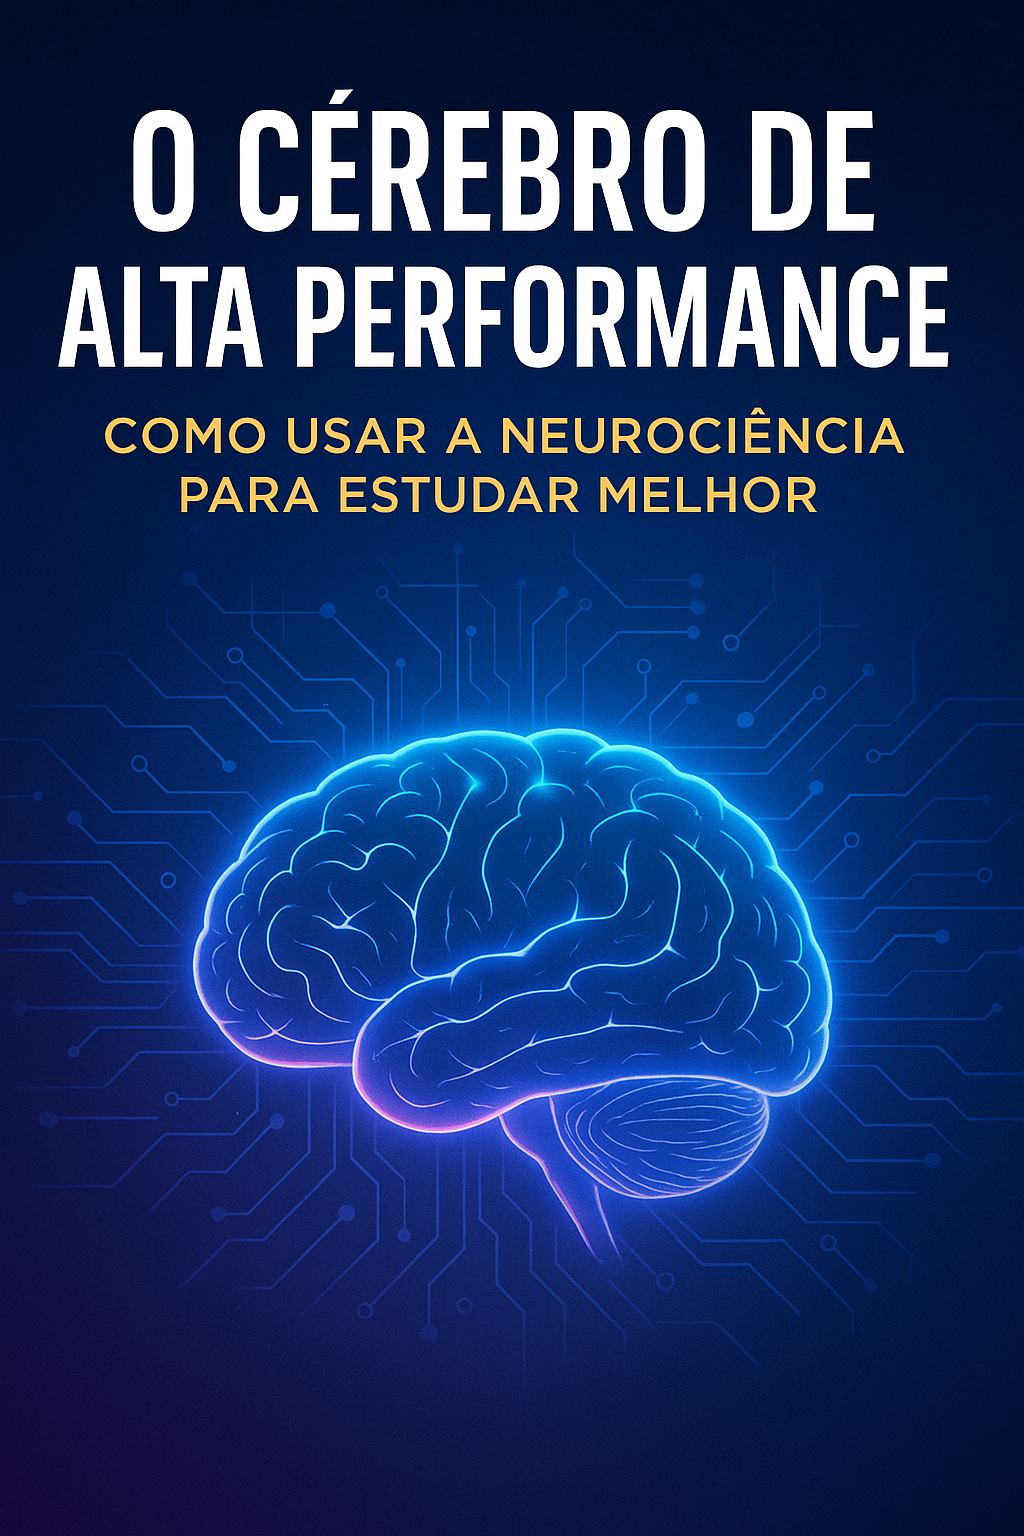 O CÉREBRO DE
ALTA PERFORMANCE
COMO USAR A NEUROCIÊNCIA
PARA ESTUDAR MELHOR